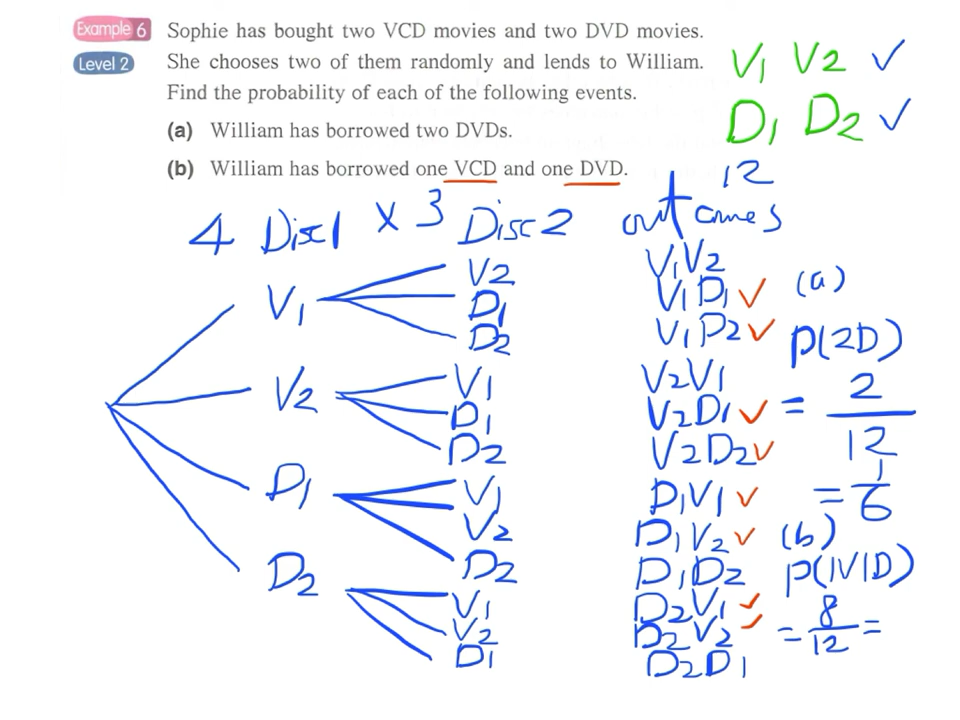 Example 6 Sophie has bought two VCD movies and two DVD movies.
Level 2 She chooses two of them randomly and lends to William.
Find the probability of each of the following events.
(a) William has borrowed two DVDs.
(b) William has borrowed one VCD and one DVD.
V1 V2 ✓
D1 D2 ✓
12
4 Disc1 × 3 Disc2 outcomes
V1
V2
D1
D2
V2
V1
D1
D2
D1
V1
V2
D2
D2
V1
V2
D1
V1V2
V1D1 ✓
V1D2 ✓
V2V1
V2D1 ✓
V2D2 ✓
D1V1 ✓
D1V2 ✓
D1D2
D2V1 ✓
D2V2 ✓
D2D1
(a)
P(2D)
= 2/12
= 1/6
(b)
P(1V1D)
= 8/12 =